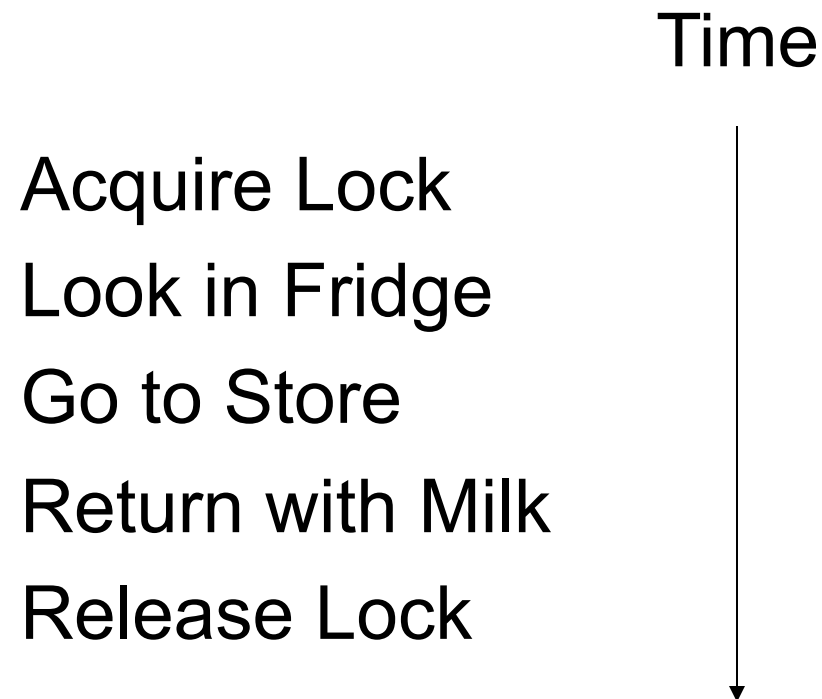 Time
Acquire Lock
Look in Fridge
Go to Store
Return with Milk
Release Lock